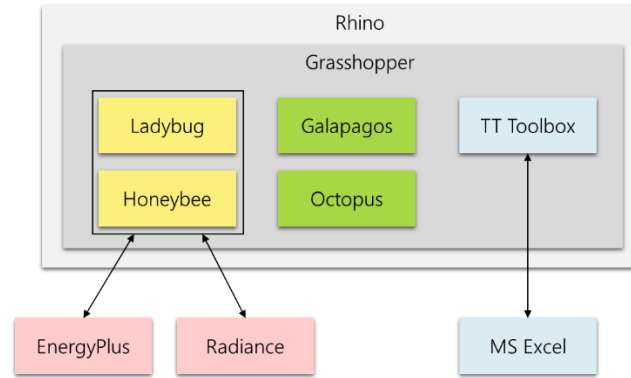 Rhino
Grasshopper
Ladybug
Galapagos
TT Toolbox
Honeybee
Octopus
EnergyPlus
Radiance
MS Excel